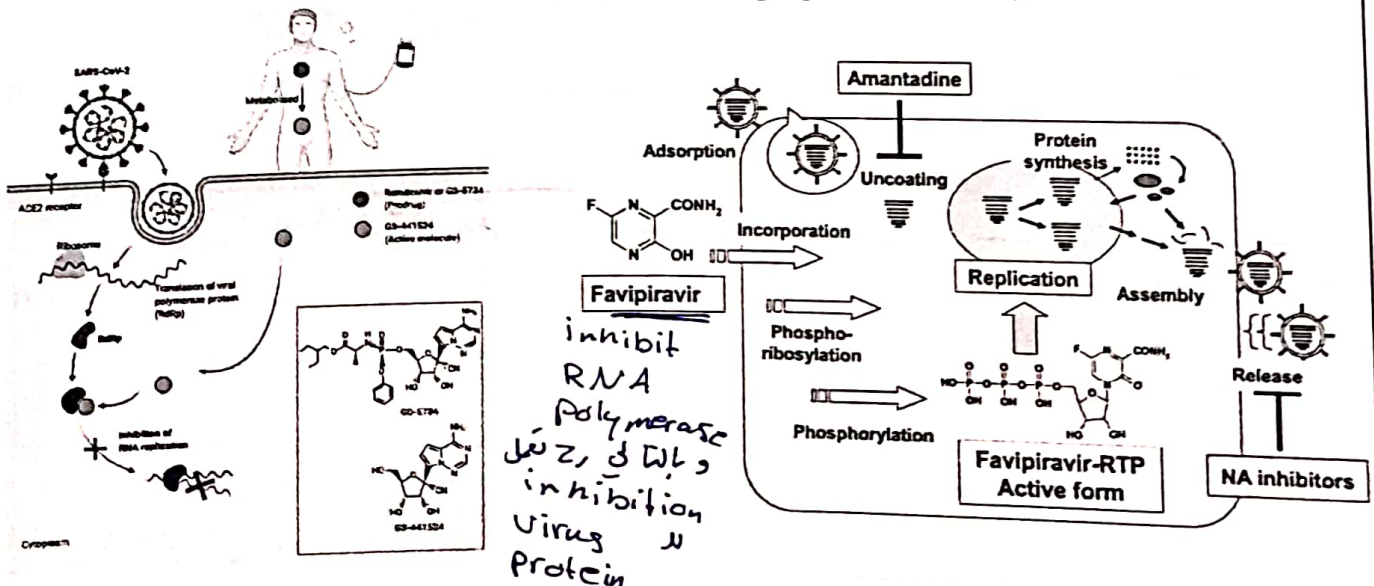 SARS-CoV-2
Metabolised
ACE2 receptor
Remdesivir or GS-5734
(Prodrug)
GS-441524
(Active molecule)
Ribosome
Translation of viral
polymerase protein
(RdRp)
RdRp
Inhibition of
RNA replication
Cytoplasm
NH₂
GS-5734
NH₂
GS-441524
Amantadine
Adsorption
Uncoating
Protein
synthesis
F
N
CONH₂
N
OH
Incorporation
Favipiravir
Replication
Assembly
Phospho-
ribosylation
Release
Phosphorylation
Favipiravir-RTP
Active form
NA inhibitors
inhibit
RNA
Polymerase
inhibition
virus
Protein